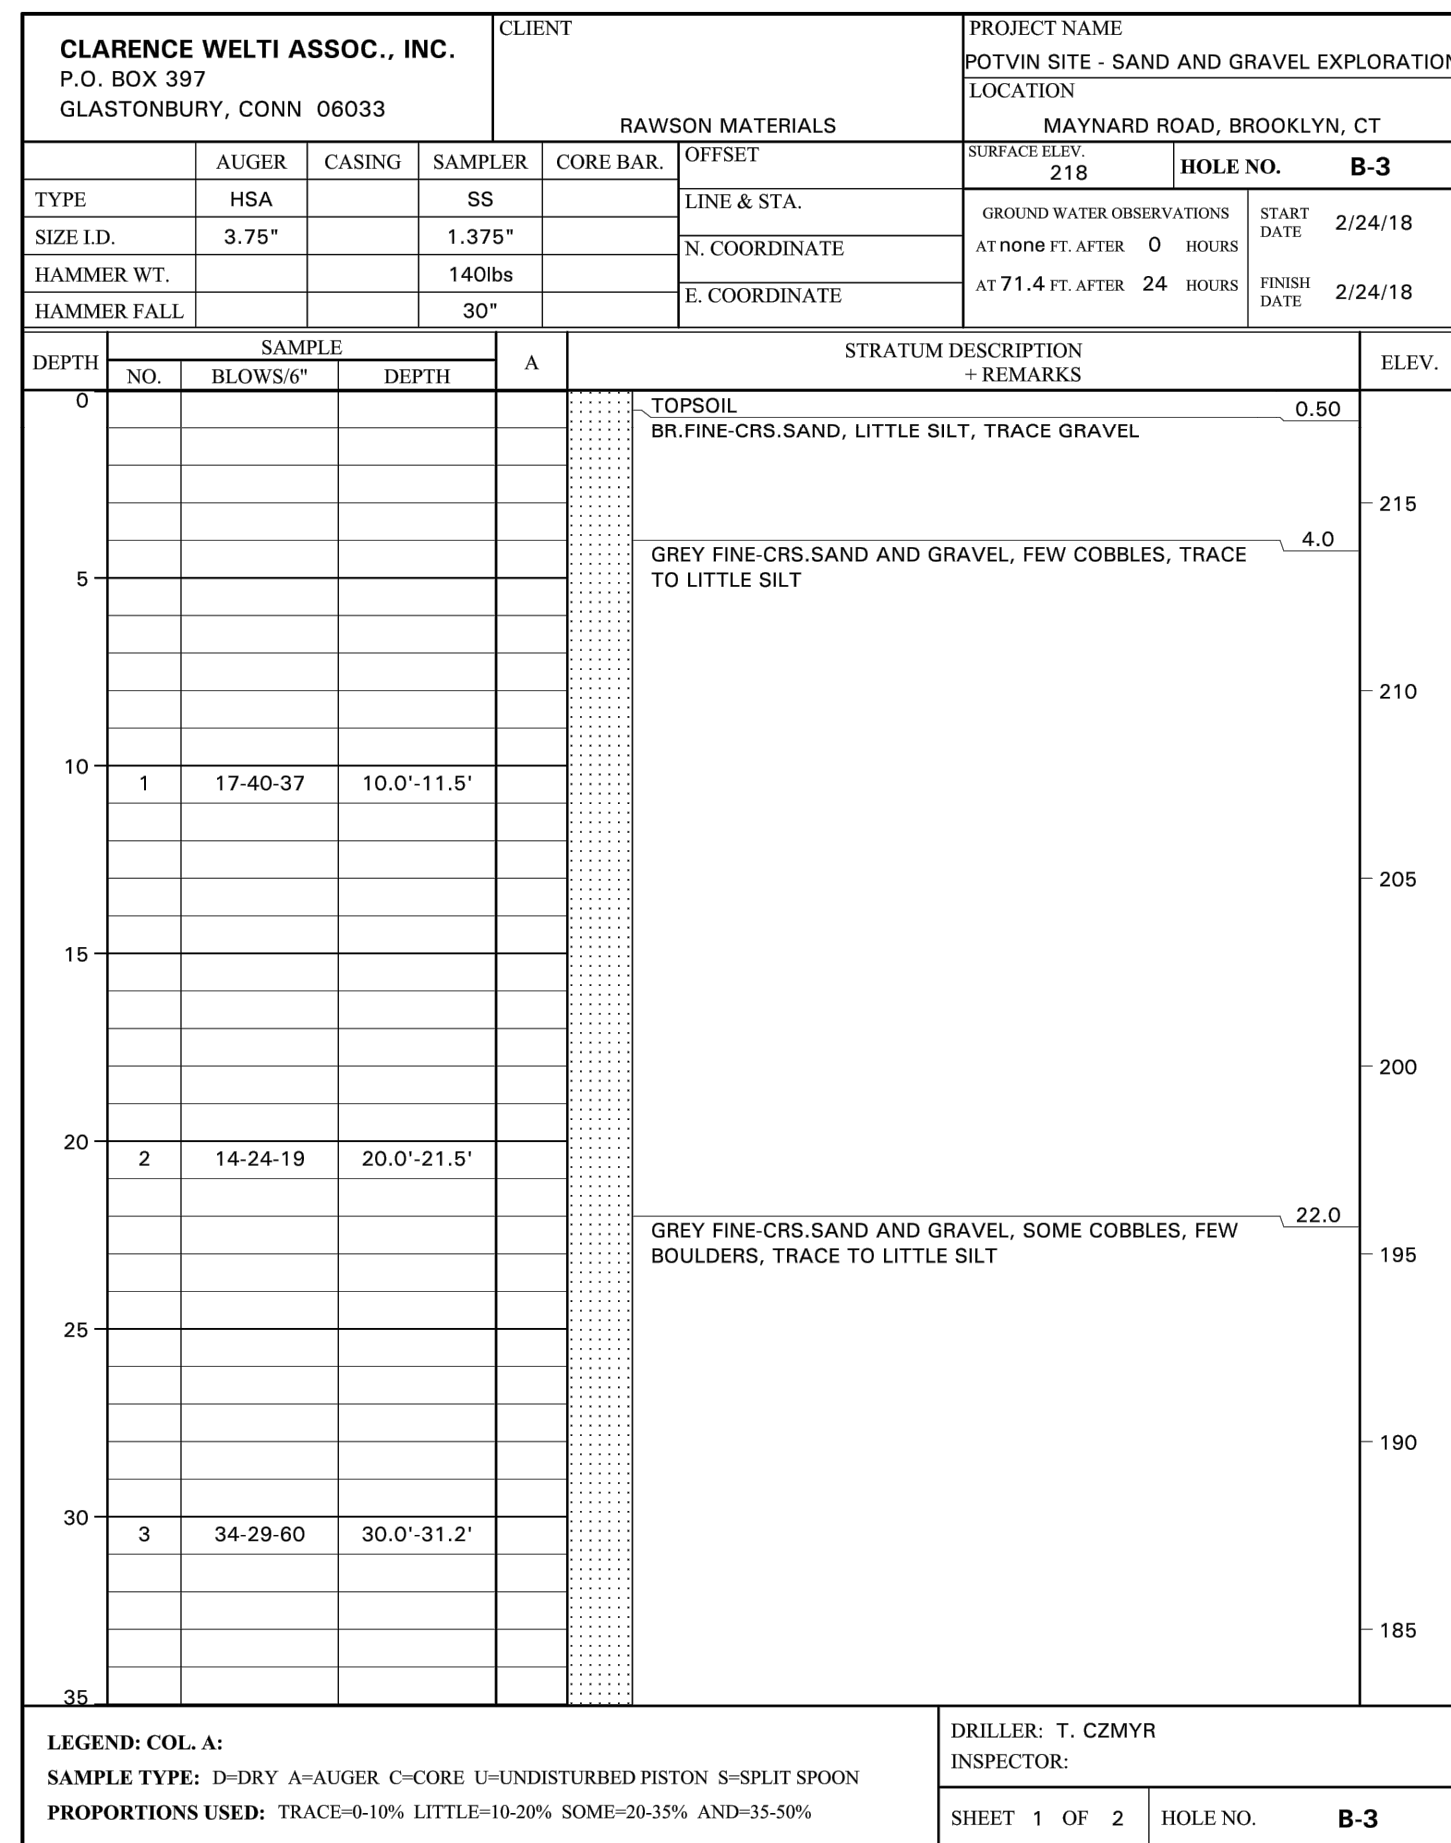 CLARENCE WELTI ASSOC., INC.
P.O. BOX 397
GLASTONBURY, CONN 06033
CLIENT
RAWSON MATERIALS
PROJECT NAME
POTVIN SITE - SAND AND GRAVEL EXPLORATION
LOCATION
MAYNARD ROAD, BROOKLYN, CT
AUGER CASING SAMPLER CORE BAR.
TYPE HSA SS
SIZE I.D. 3.75" 1.375"
HAMMER WT. 140lbs
HAMMER FALL 30"
OFFSET
LINE & STA.
N. COORDINATE
E. COORDINATE
SURFACE ELEV.
218
HOLE NO. B-3
GROUND WATER OBSERVATIONS
AT none FT. AFTER 0 HOURS
AT 71.4 FT. AFTER 24 HOURS
START
DATE 2/24/18
FINISH
DATE 2/24/18
DEPTH
SAMPLE
NO. BLOWS/6" DEPTH
A
STRATUM DESCRIPTION
+ REMARKS
ELEV.
0
TOPSOIL 0.50
BR.FINE-CRS.SAND, LITTLE SILT, TRACE GRAVEL
215
4.0
GREY FINE-CRS.SAND AND GRAVEL, FEW COBBLES, TRACE
TO LITTLE SILT
5
210
10
1 17-40-37 10.0'-11.5'
205
15
200
20
2 14-24-19 20.0'-21.5'
22.0
GREY FINE-CRS.SAND AND GRAVEL, SOME COBBLES, FEW
BOULDERS, TRACE TO LITTLE SILT
195
25
190
30
3 34-29-60 30.0'-31.2'
185
35
LEGEND: COL. A:
SAMPLE TYPE: D=DRY A=AUGER C=CORE U=UNDISTURBED PISTON S=SPLIT SPOON
PROPORTIONS USED: TRACE=0-10% LITTLE=10-20% SOME=20-35% AND=35-50%
DRILLER: T. CZMYR
INSPECTOR:
SHEET 1 OF 2 HOLE NO. B-3